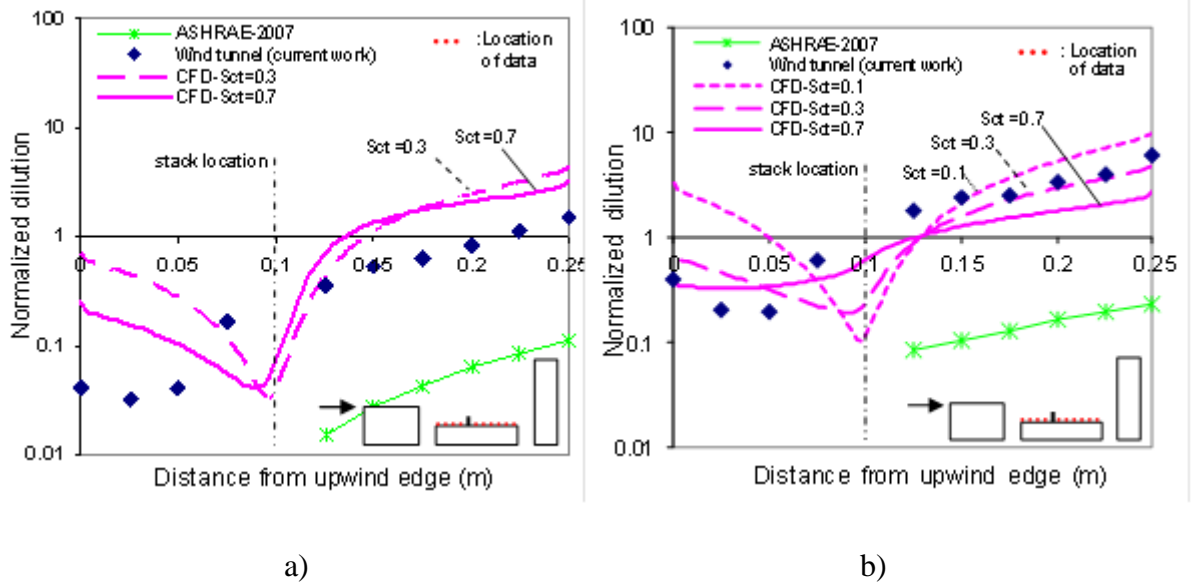 100
ASHRAE-2007
Wind tunnel (current work)
CFD-Sct=0.3
CFD-Sct=0.7
: Location
of data
10
Sct =0.3
Sct=0.7
stack location
Normalized dilution
1
0
0.05
0.1
0.15
0.2
0.25
0.1
0.01
Distance from upwind edge (m)
a)
100
ASHRAE-2007
Wind tunnel (current work)
CFD-Sct=0.1
CFD-Sct=0.3
CFD-Sct=0.7
: Location
of data
10
Sct=0.7
Sct =0.3
Sct =0.1
stack location
Normalized dilution
1
0
0.05
0.1
0.15
0.2
0.25
0.1
0.01
Distance from upwind edge (m)
b)